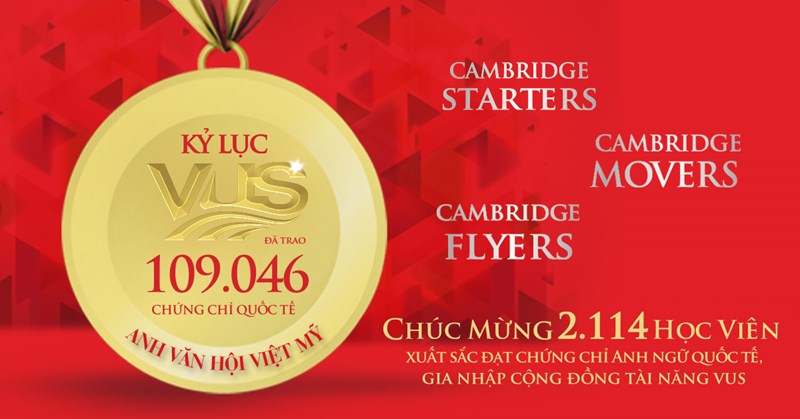 KỶ LỤC
VUS
ĐÃ TRAO
109.046
CHỨNG CHỈ QUỐC TẾ
ANH VĂN HỘI VIỆT MỸ
CAMBRIDGE
STARTERS
CAMBRIDGE
MOVERS
CAMBRIDGE
FLYERS
CHÚC MỪNG 2.114 HỌC VIÊN
XUẤT SẮC ĐẠT CHỨNG CHỈ ANH NGỮ QUỐC TẾ,
GIA NHẬP CỘNG ĐỒNG TÀI NĂNG VUS